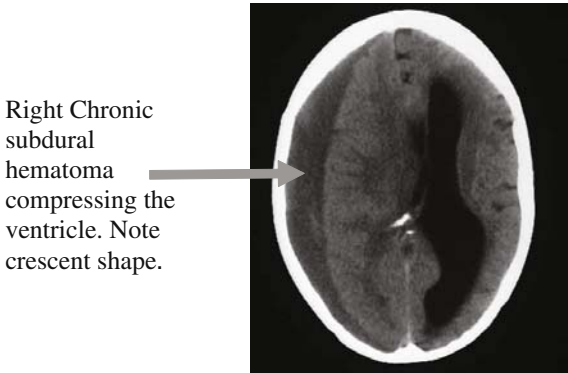 Right Chronic
subdural
hematoma
compressing the
ventricle. Note
crescent shape.